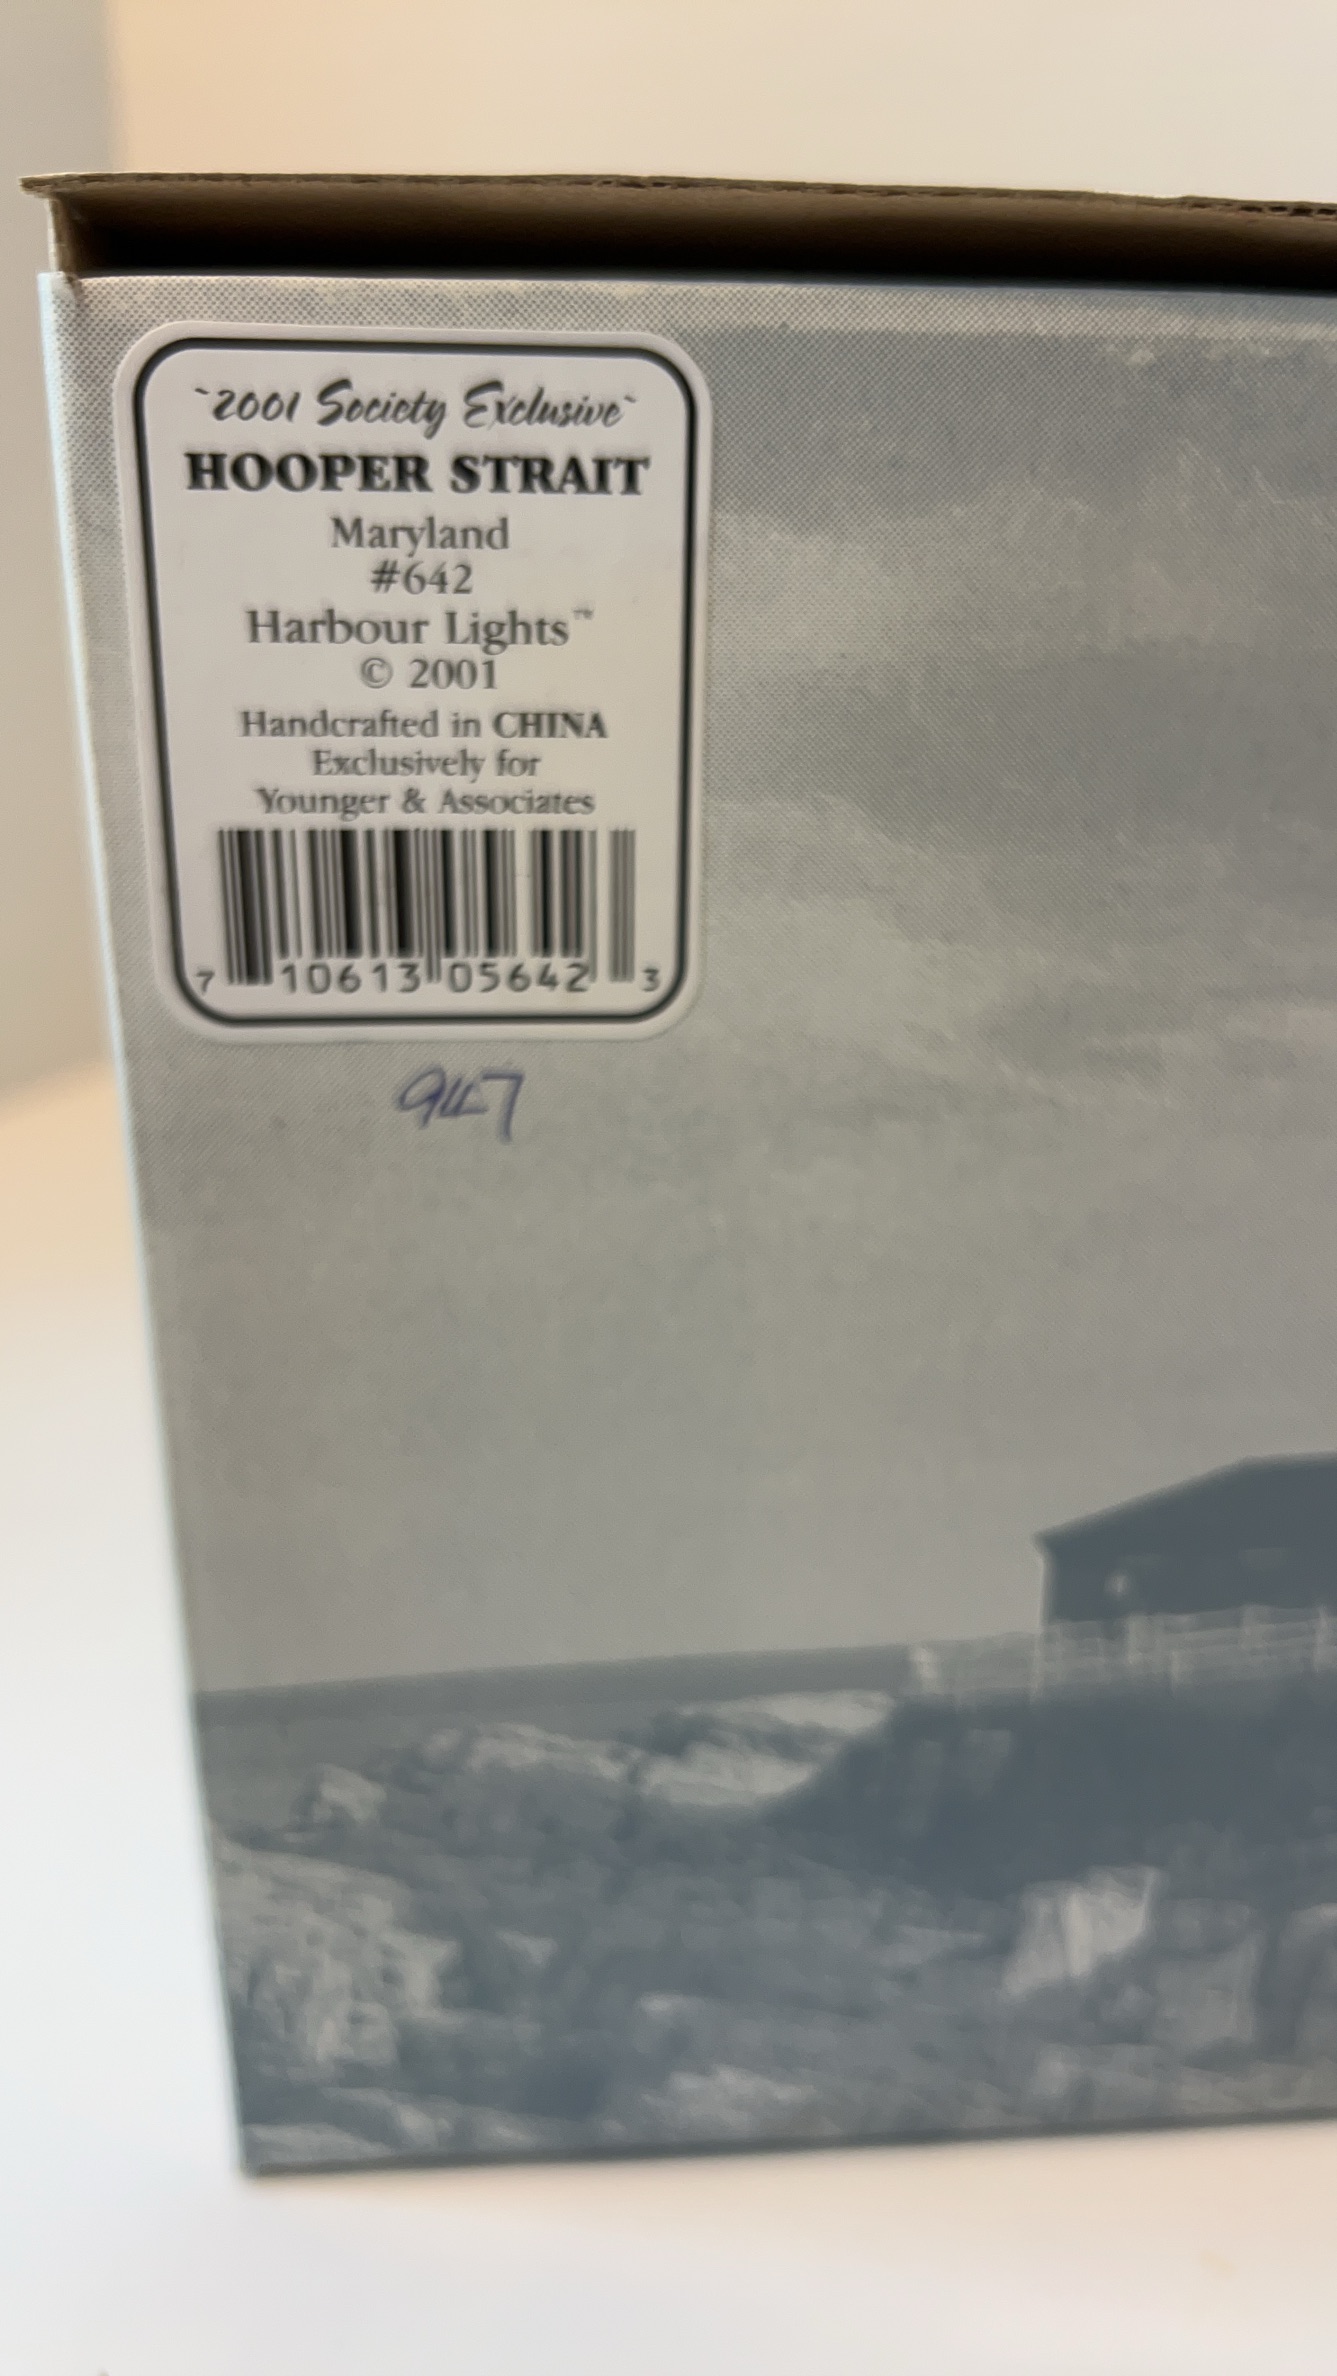 `2001 Society Exclusive`
HOOPER STRAIT
Maryland
#642
Harbour Lights™
© 2001
Handcrafted in CHINA
Exclusively for
Younger & Associates
7 10613 05642 3
947